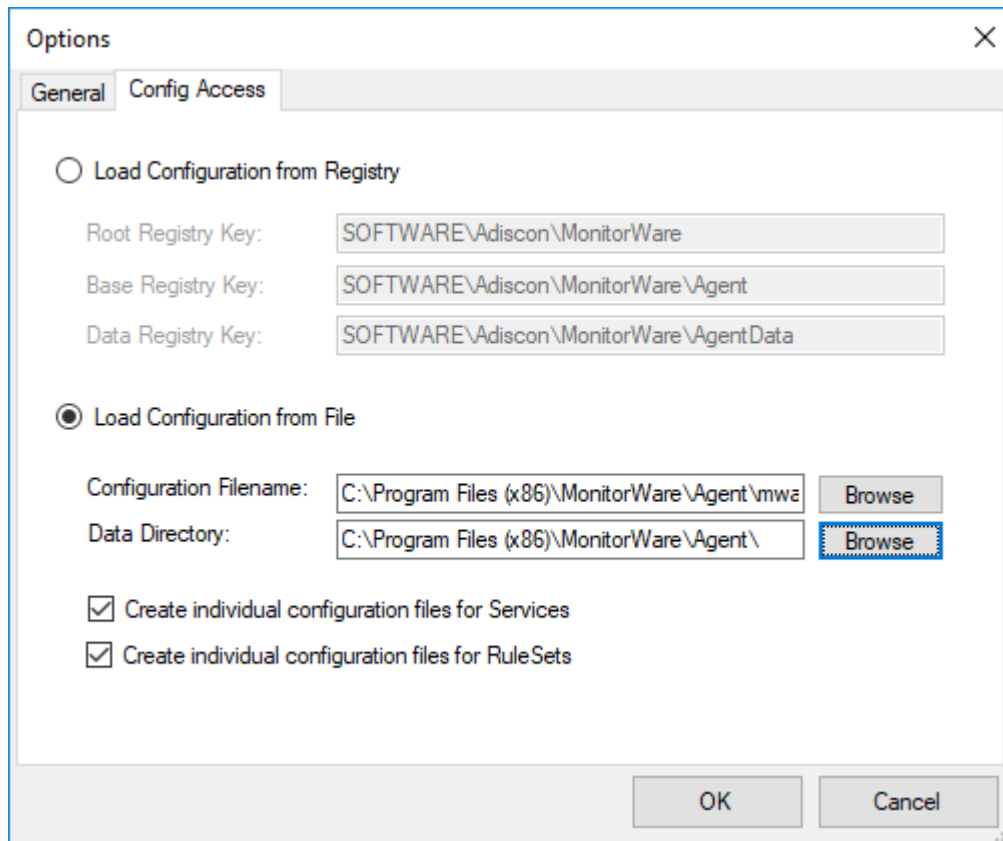 Options
General
Config Access
Load Configuration from Registry
Root Registry Key:
SOFTWARE\Adiscon\MonitorWare
Base Registry Key:
SOFTWARE\Adiscon\MonitorWare\Agent
Data Registry Key:
SOFTWARE\Adiscon\MonitorWare\AgentData
Load Configuration from File
Configuration Filename:
C:\Program Files (x86)\MonitorWare\Agent\mwa
Browse
Data Directory:
C:\Program Files (x86)\MonitorWare\Agent\
Browse
Create individual configuration files for Services
Create individual configuration files for RuleSets
OK
Cancel